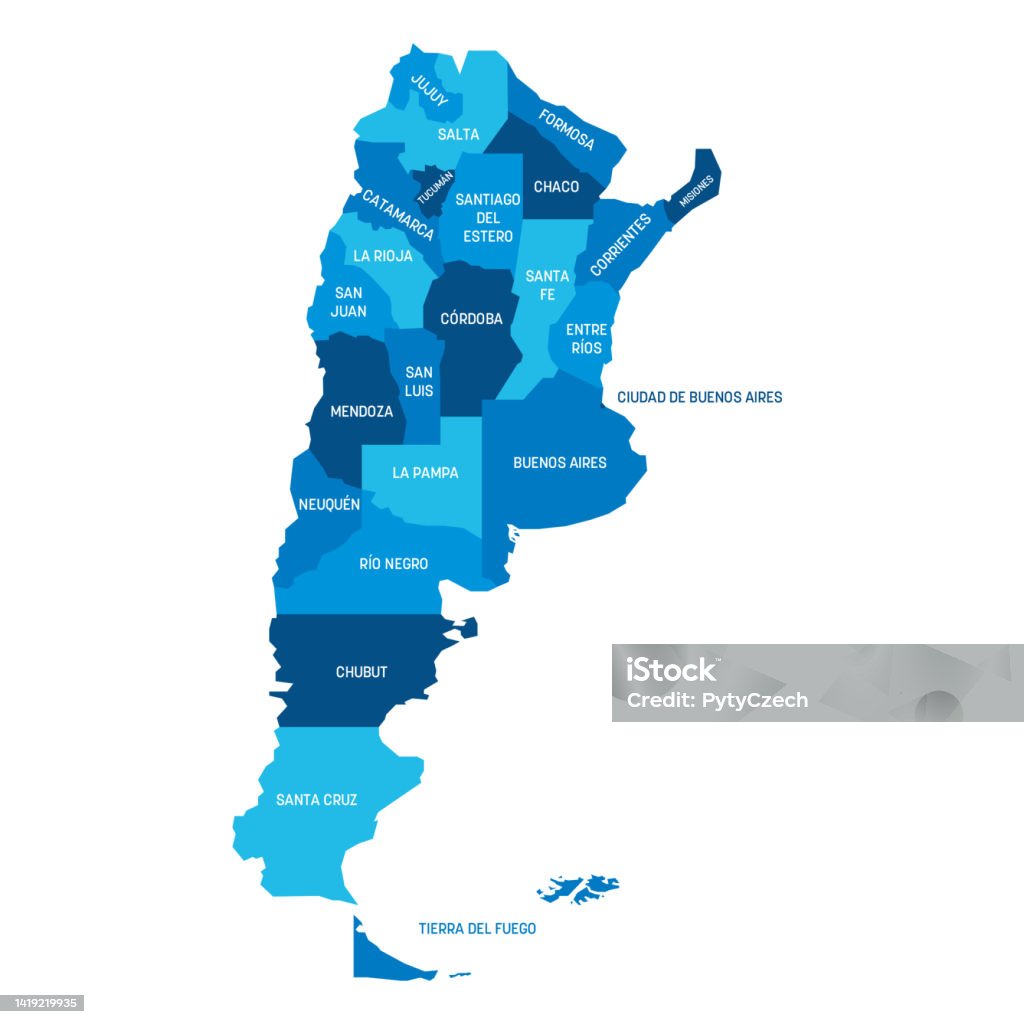 JUJUY
SALTA
FORMOSA
CHACO
MISIONES
TUCUMÁN
CATAMARCA
SANTIAGO
DEL
ESTERO
CORRIENTES
LA RIOJA
SANTA
FE
SAN
JUAN
CÓRDOBA
ENTRE
RÍOS
SAN
LUIS
CIUDAD DE BUENOS AIRES
MENDOZA
BUENOS AIRES
LA PAMPA
NEUQUÉN
RÍO NEGRO
CHUBUT
iStock
Credit: PytyCzech
SANTA CRUZ
TIERRA DEL FUEGO
1419219935